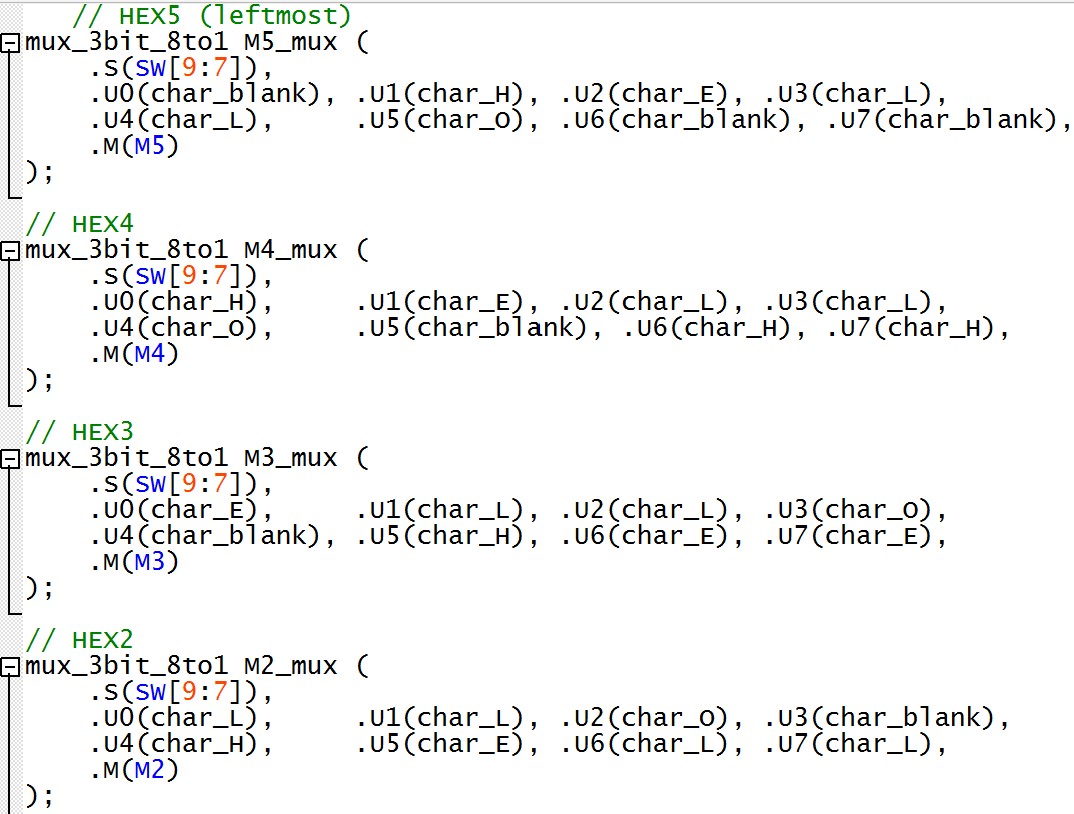 // HEX5 (leftmost)
mux_3bit_8to1 M5_mux (
.S(SW[9:7]),
.U0(char_blank), .U1(char_H), .U2(char_E), .U3(char_L),
.U4(char_L), .U5(char_O), .U6(char_blank), .U7(char_blank),
.M(M5)
);
// HEX4
mux_3bit_8to1 M4_mux (
.S(SW[9:7]),
.U0(char_H), .U1(char_E), .U2(char_L), .U3(char_L),
.U4(char_O), .U5(char_blank), .U6(char_H), .U7(char_H),
.M(M4)
);
// HEX3
mux_3bit_8to1 M3_mux (
.S(SW[9:7]),
.U0(char_E), .U1(char_L), .U2(char_L), .U3(char_O),
.U4(char_blank), .U5(char_H), .U6(char_E), .U7(char_E),
.M(M3)
);
// HEX2
mux_3bit_8to1 M2_mux (
.S(SW[9:7]),
.U0(char_L), .U1(char_L), .U2(char_O), .U3(char_blank),
.U4(char_H), .U5(char_E), .U6(char_L), .U7(char_L),
.M(M2)
);